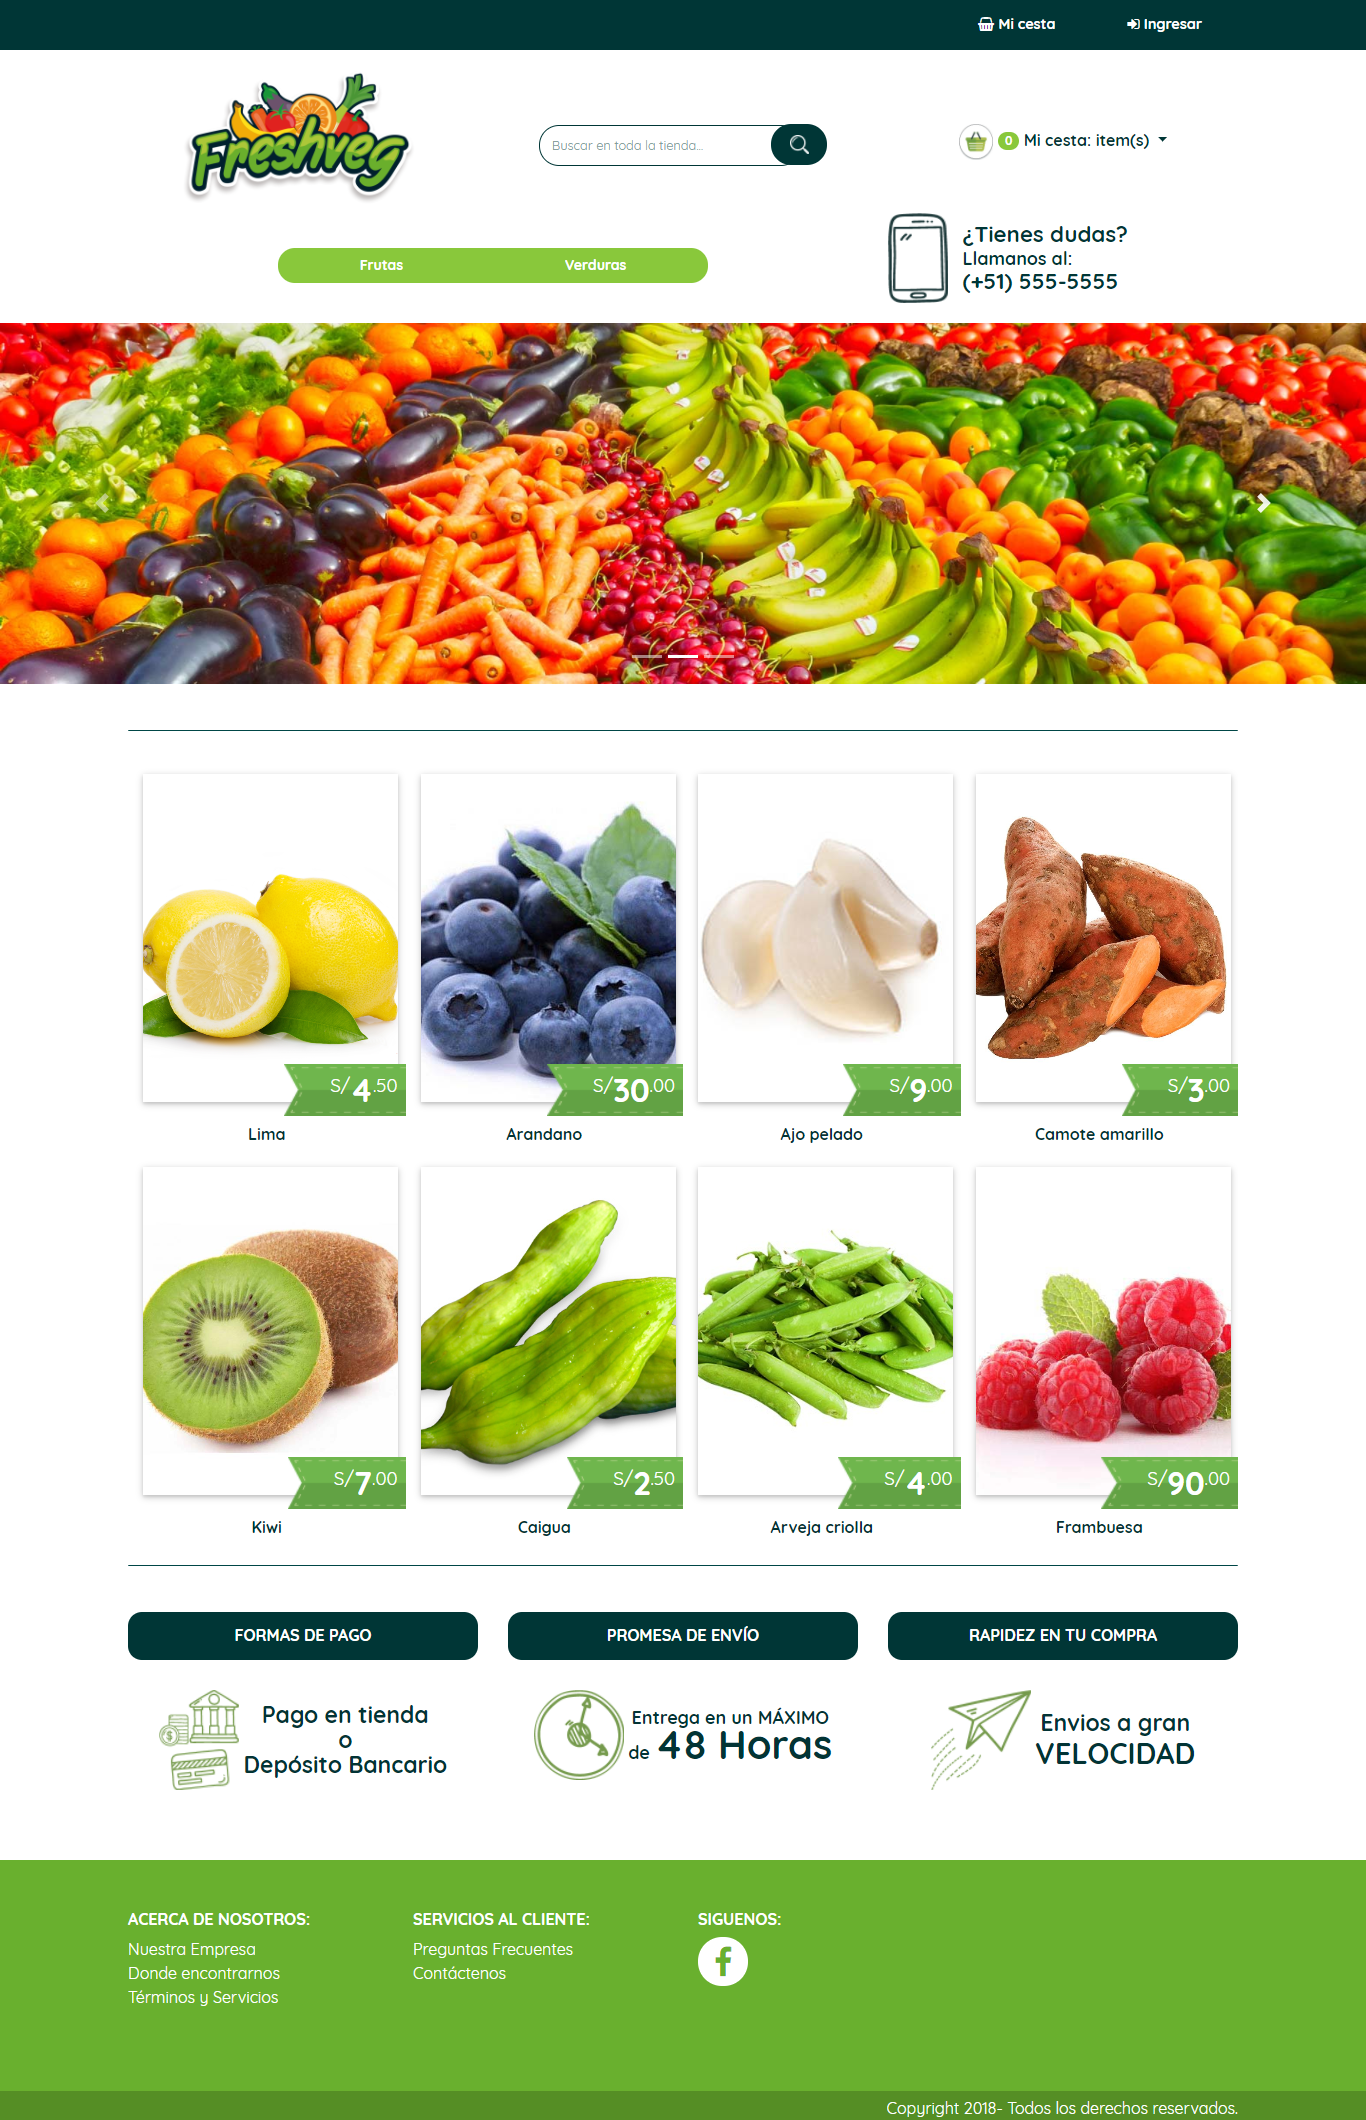 Mi cesta
Ingresar
Freshveg
Buscar en toda la tienda...
0 Mi cesta: item(s)
Frutas
Verduras
¿Tienes dudas?
Llamanos al:
(+51) 555-5555
S/4.50
S/30.00
S/9.00
S/3.00
Lima
Arandano
Ajo pelado
Camote amarillo
S/7.00
S/2.50
S/4.00
S/90.00
Kiwi
Caigua
Arveja criolla
Frambuesa
FORMAS DE PAGO
PROMESA DE ENVÍO
RAPIDEZ EN TU COMPRA
Pago en tienda
o
Depósito Bancario
Entrega en un MÁXIMO
de 48 Horas
Envios a gran
VELOCIDAD
ACERCA DE NOSOTROS:
Nuestra Empresa
Donde encontrarnos
Términos y Servicios
SERVICIOS AL CLIENTE:
Preguntas Frecuentes
Contáctenos
SIGUENOS:
Copyright 2018- Todos los derechos reservados.